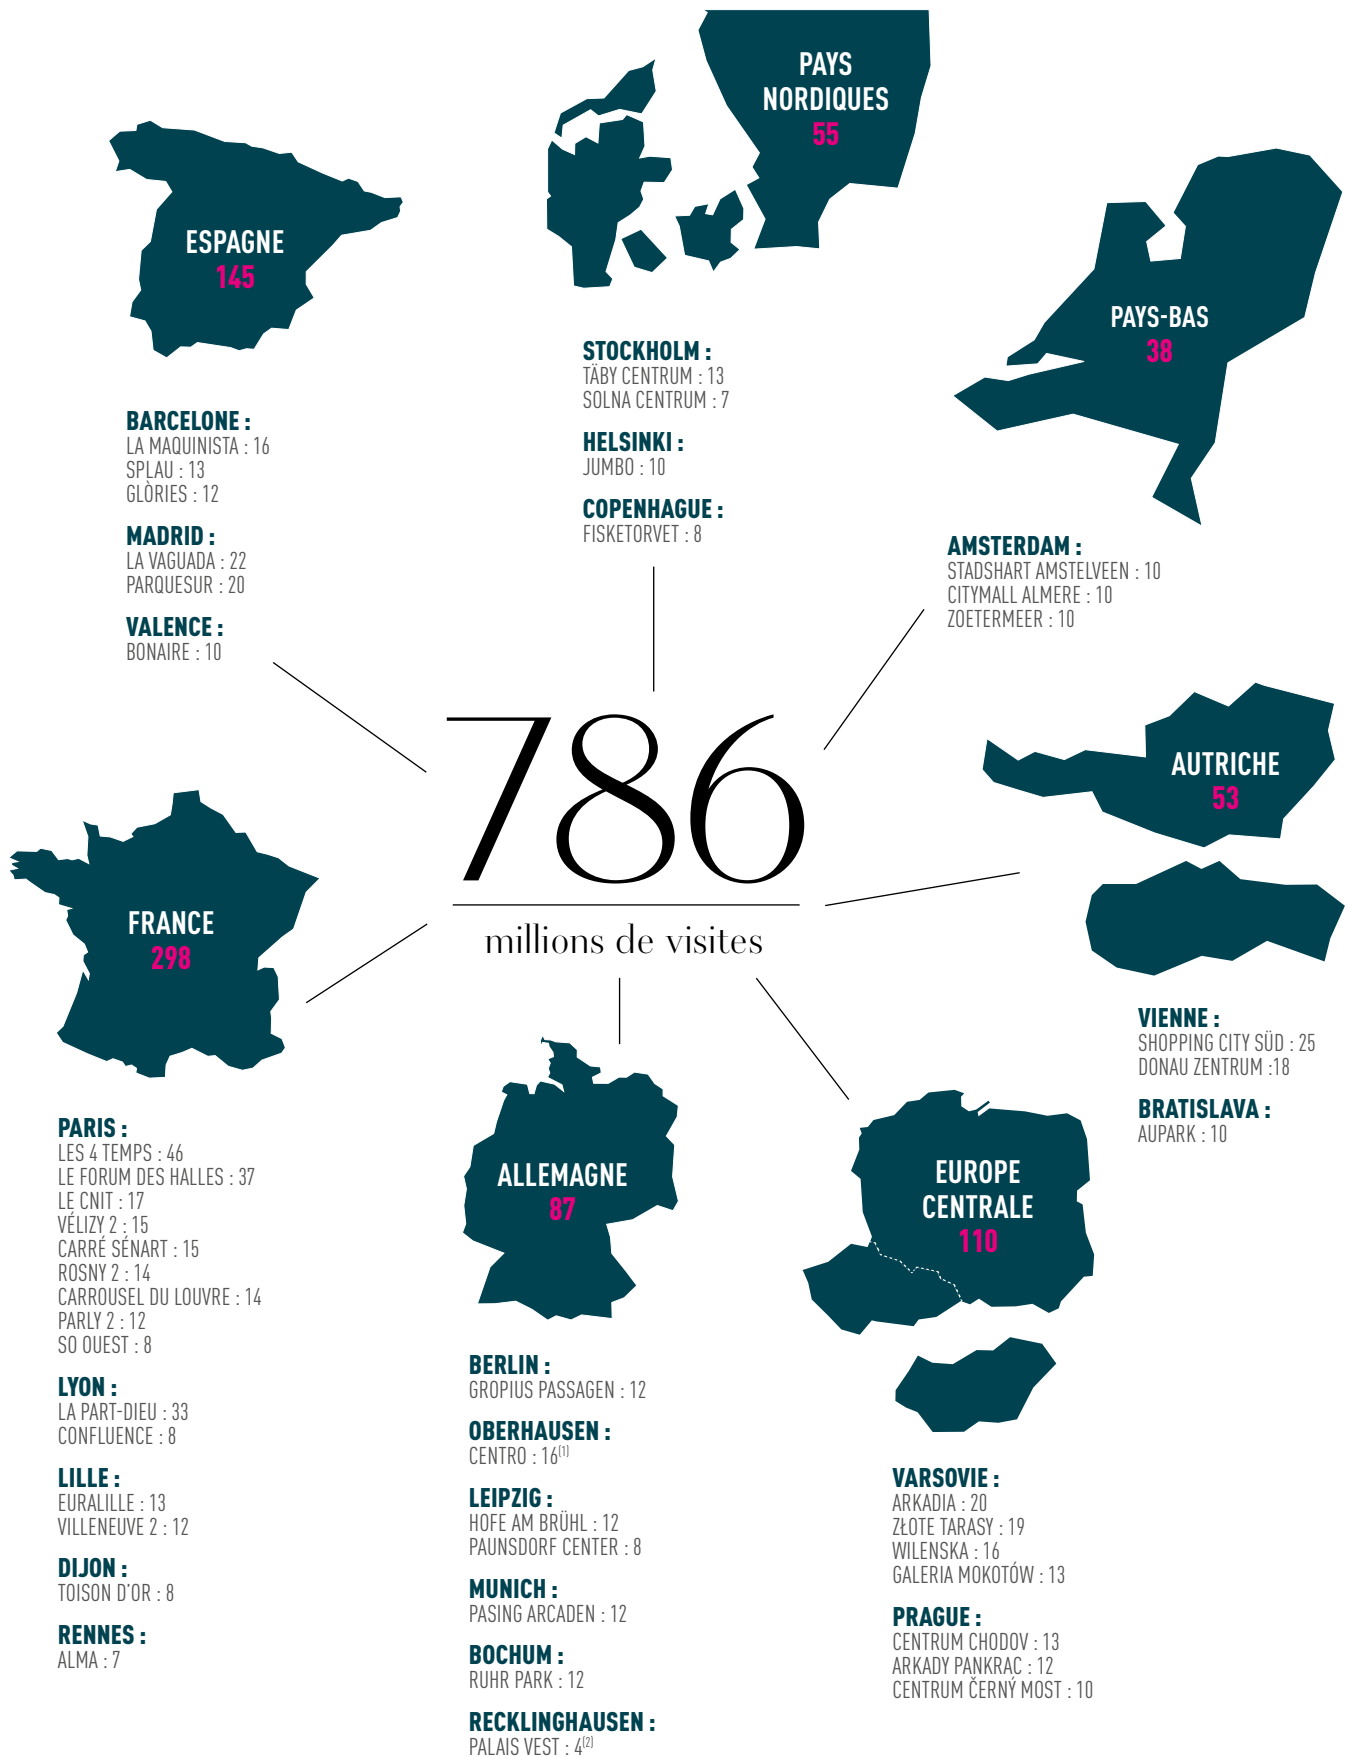 PAYS
NORDIQUES
55
ESPAGNE
145
PAYS-BAS
38
STOCKHOLM :
TÄBY CENTRUM : 13
SOLNA CENTRUM : 7
HELSINKI :
JUMBO : 10
COPENHAGUE :
FISKETORVET : 8
BARCELONE :
LA MAQUINISTA : 16
SPLAU : 13
GLÒRIES : 12
MADRID :
LA VAGUADA : 22
PARQUESUR : 20
VALENCE :
BONAIRE : 10
AMSTERDAM :
STADSHART AMSTELVEEN : 10
CITYMALL ALMERE : 10
ZOETERMEER : 10
786
millions de visites
AUTRICHE
53
VIENNE :
SHOPPING CITY SÜD : 25
DONAU ZENTRUM :18
BRATISLAVA :
AUPARK : 10
FRANCE
298
PARIS :
LES 4 TEMPS : 46
LE FORUM DES HALLES : 37
LE CNIT : 17
VÉLIZY 2 : 15
CARRÉ SÉNART : 15
ROSNY 2 : 14
CARROUSEL DU LOUVRE : 14
PARLY 2 : 12
SO OUEST : 8
LYON :
LA PART-DIEU : 33
CONFLUENCE : 8
LILLE :
EURALILLE : 13
VILLENEUVE 2 : 12
DIJON :
TOISON D'OR : 8
RENNES :
ALMA : 7
ALLEMAGNE
87
BERLIN :
GROPIUS PASSAGEN : 12
OBERHAUSEN :
CENTRO : 16(1)
LEIPZIG :
HOFE AM BRÜHL : 12
PAUNSDORF CENTER : 8
MUNICH :
PASING ARCADEN : 12
BOCHUM :
RUHR PARK : 12
RECKLINGHAUSEN :
PALAIS VEST : 4(2)
EUROPE
CENTRALE
110
VARSOVIE :
ARKADIA : 20
ZŁOTE TARASY : 19
WILENSKA : 16
GALERIA MOKOTÓW : 13
PRAGUE :
CENTRUM CHODOV : 13
ARKADY PANKRAC : 12
CENTRUM ČERNÝ MOST : 10